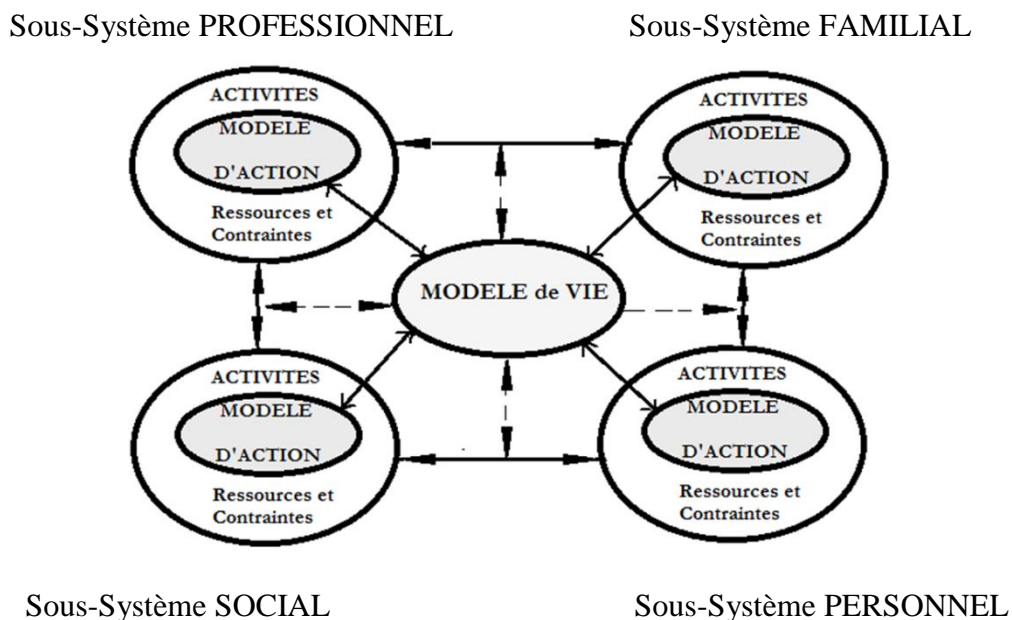 Sous-Système PROFESSIONNEL
Sous-Système FAMILIAL
ACTIVITES
MODELE
D'ACTION
Ressources et
Contraintes
ACTIVITES
MODELE
D'ACTION
Ressources et
Contraintes
MODELE de VIE
ACTIVITES
MODELE
D'ACTION
Ressources et
Contraintes
ACTIVITES
MODELE
D'ACTION
Ressources et
Contraintes
Sous-Système SOCIAL
Sous-Système PERSONNEL